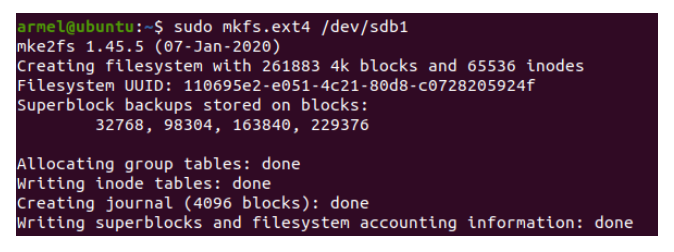 armel@ubuntu:~$ sudo mkfs.ext4 /dev/sdb1
mke2fs 1.45.5 (07-Jan-2020)
Creating filesystem with 261883 4k blocks and 65536 inodes
Filesystem UUID: 110695e2-e051-4c21-80d8-c0728205924f
Superblock backups stored on blocks:
        32768, 98304, 163840, 229376

Allocating group tables: done
Writing inode tables: done
Creating journal (4096 blocks): done
Writing superblocks and filesystem accounting information: done